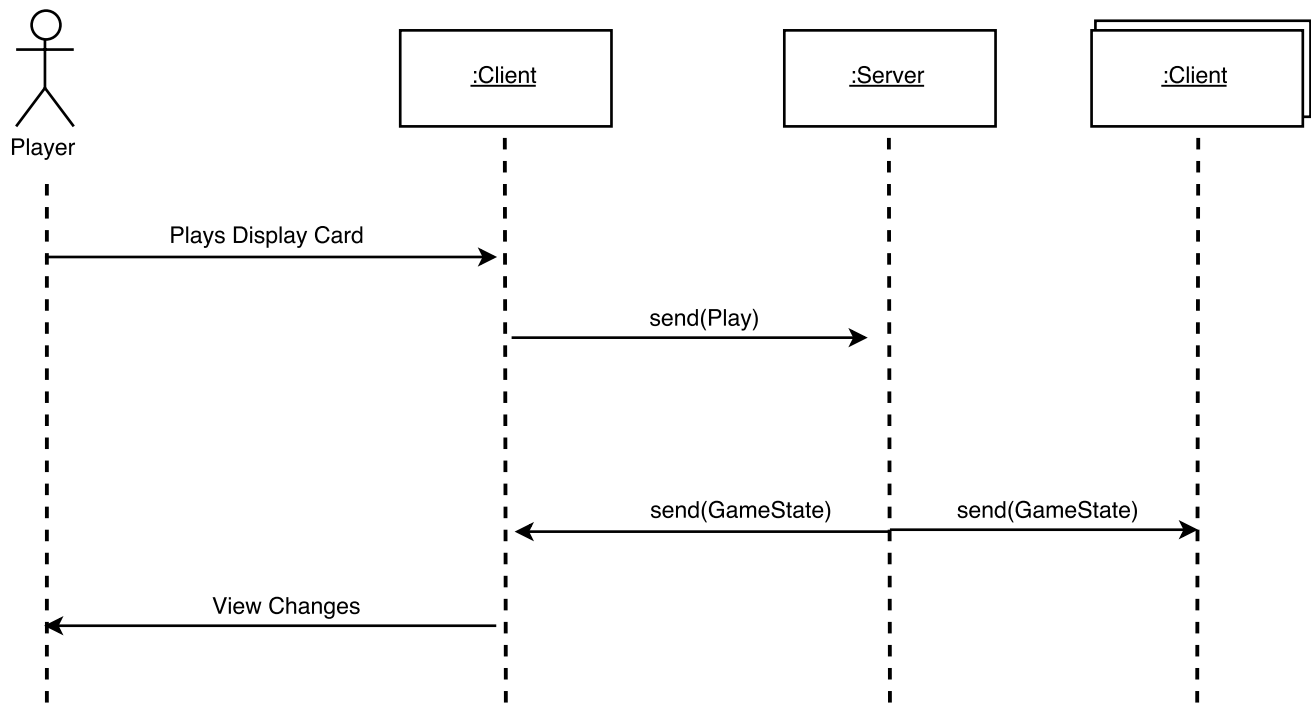 :Client
:Server
:Client
Player
Plays Display Card
send(Play)
send(GameState)
send(GameState)
View Changes